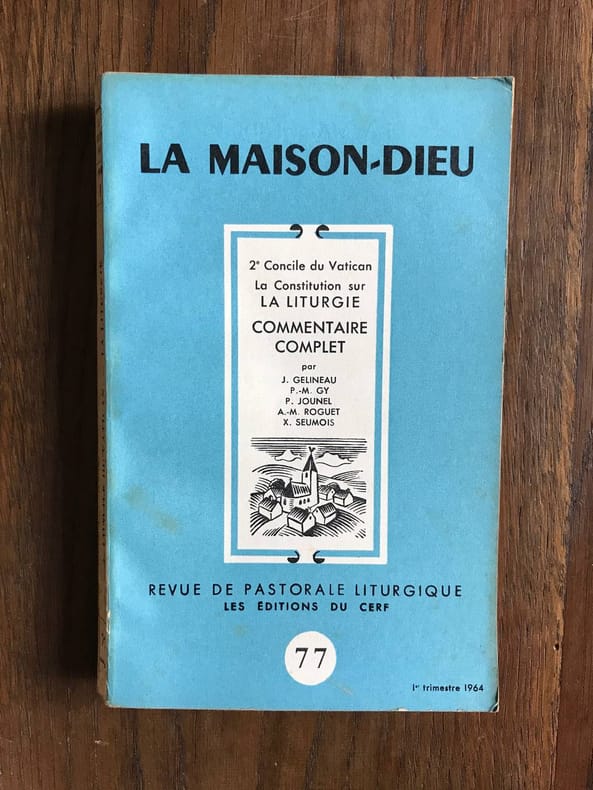 LA MAISON-DIEU
2e Concile du Vatican
La Constitution sur
LA LITURGIE
COMMENTAIRE
COMPLET
par
J. GELINEAU
P.-M. GY
P. JOUNEL
A.-M. ROGUET
X. SEUMOIS
REVUE DE PASTORALE LITURGIQUE
LES ÉDITIONS DU CERF
77
1er trimestre 1964